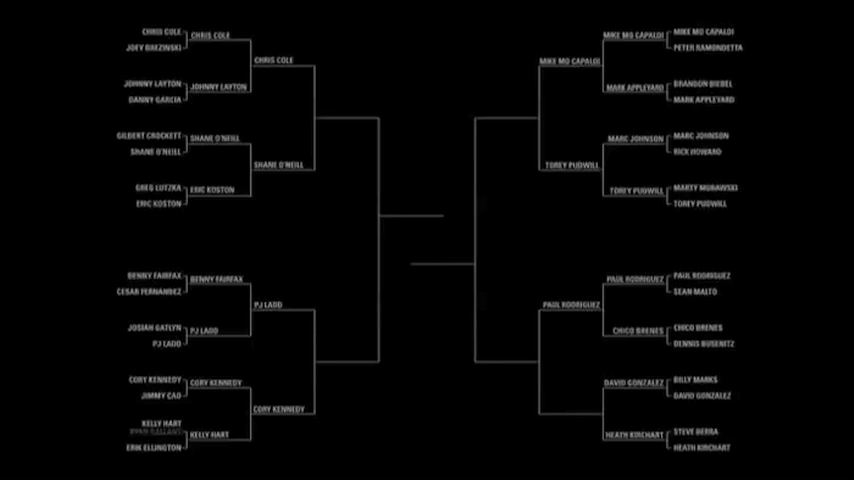 CHRIS COLE
JOEY BREZINSKI
CHRIS COLE
CHRIS COLE
JOHNNY LAYTON
DANNY GARCIA
JOHNNY LAYTON
GILBERT CROCKETT
SHANE O'NEILL
SHANE O'NEILL
SHANE O'NEILL
GREG LUTZKA
ERIC KOSTON
ERIC KOSTON
BENNY FAIRFAX
CESAR FERNANDEZ
BENNY FAIRFAX
PJ LADD
JOSIAH GATLYN
PJ LADD
PJ LADD
CORY KENNEDY
JIMMY CAO
CORY KENNEDY
CORY KENNEDY
KELLY HART
ERIK ELLINGTON
KELLY HART
MIKE MO CAPALDI
MIKE MO CAPALDI
MIKE MO CAPALDI
PETER RAMONDETTA
MARK APPLEYARD
BRANDON BIEBEL
MARK APPLEYARD
MARC JOHNSON
MARC JOHNSON
RICK HOWARD
TOREY PUDWILL
TOREY PUDWILL
MARTY MURAWSKI
TOREY PUDWILL
PAUL RODRIGUEZ
PAUL RODRIGUEZ
SEAN MALTO
PAUL RODRIGUEZ
CHICO BRENES
CHICO BRENES
DENNIS BUSENITZ
DAVID GONZALEZ
BILLY MARKS
DAVID GONZALEZ
HEATH KIRCHART
STEVE BERRA
HEATH KIRCHART